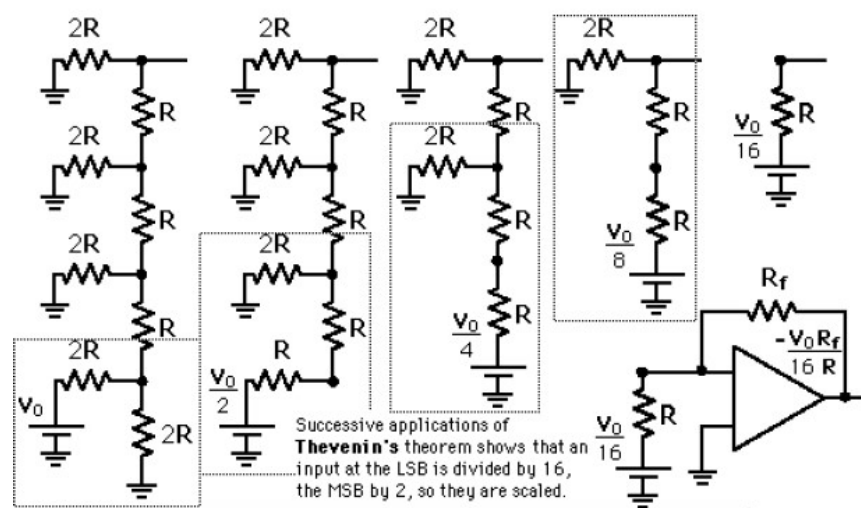 2R 2R 2R 2R
R R R R V₀/16
2R 2R 2R R
R R R R V₀/8
2R 2R Rf
R R R V₀/4 -V₀Rf/16 R
2R R
V₀ V₀/2 R V₀/16
2R
Successive applications of
Thevenin's theorem shows that an
input at the LSB is divided by 16,
the MSB by 2, so they are scaled.